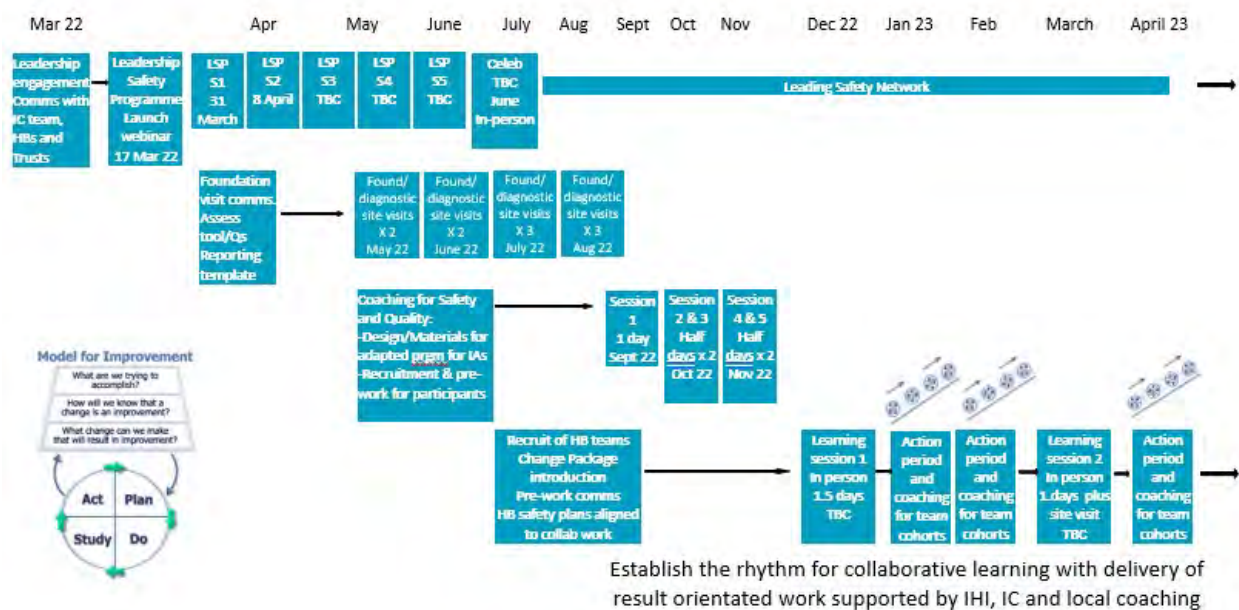 Mar 22 Apr May June July Aug Sept Oct Nov Dec 22 Jan 23 Feb March April 23
Leadership
engagement
Comms with
IC team,
HBs and
Trusts
Leadership
Safety
Programme
Launch
webinar
17 Mar 22
LSP
S1
31
March
LSP
S2
8 April
LSP
S3
TBC
LSP
S4
TBC
LSP
S5
TBC
Celeb
TBC
June
In-person
Leading Safety Network
Foundation
visit comms.
Assess
tool/Qs
Reporting
template
Found/
diagnostic
site visits
X 2
May 22
Found/
diagnostic
site visits
X 2
June 22
Found/
diagnostic
site visits
X 3
July 22
Found/
diagnostic
site visits
X 3
Aug 22
Coaching for Safety
and Quality:
-Design/Materials for
adapted prgm for IAs
-Recruitment & pre-
work for participants
Session
1
1 day
Sept 22
Session
2 & 3
Half
days x 2
Oct 22
Session
4 & 5
Half
days x 2
Nov 22
Model for Improvement
What are we trying to
accomplish?
How will we know that a
change is an improvement?
What change can we make
that will result in improvement?
Act Plan
Study Do
Recruit of HB teams
Change Package
introduction
Pre-work comms
HB safety plans aligned
to collab work
Learning
session 1
In person
1.5 days
TBC
Action
period
and
coaching
for team
cohorts
Action
period
and
coaching
for team
cohorts
Learning
session 2
In person
1.days plus
site visit
TBC
Action
period
and
coaching
for team
cohorts
Establish the rhythm for collaborative learning with delivery of
result orientated work supported by IHI, IC and local coaching